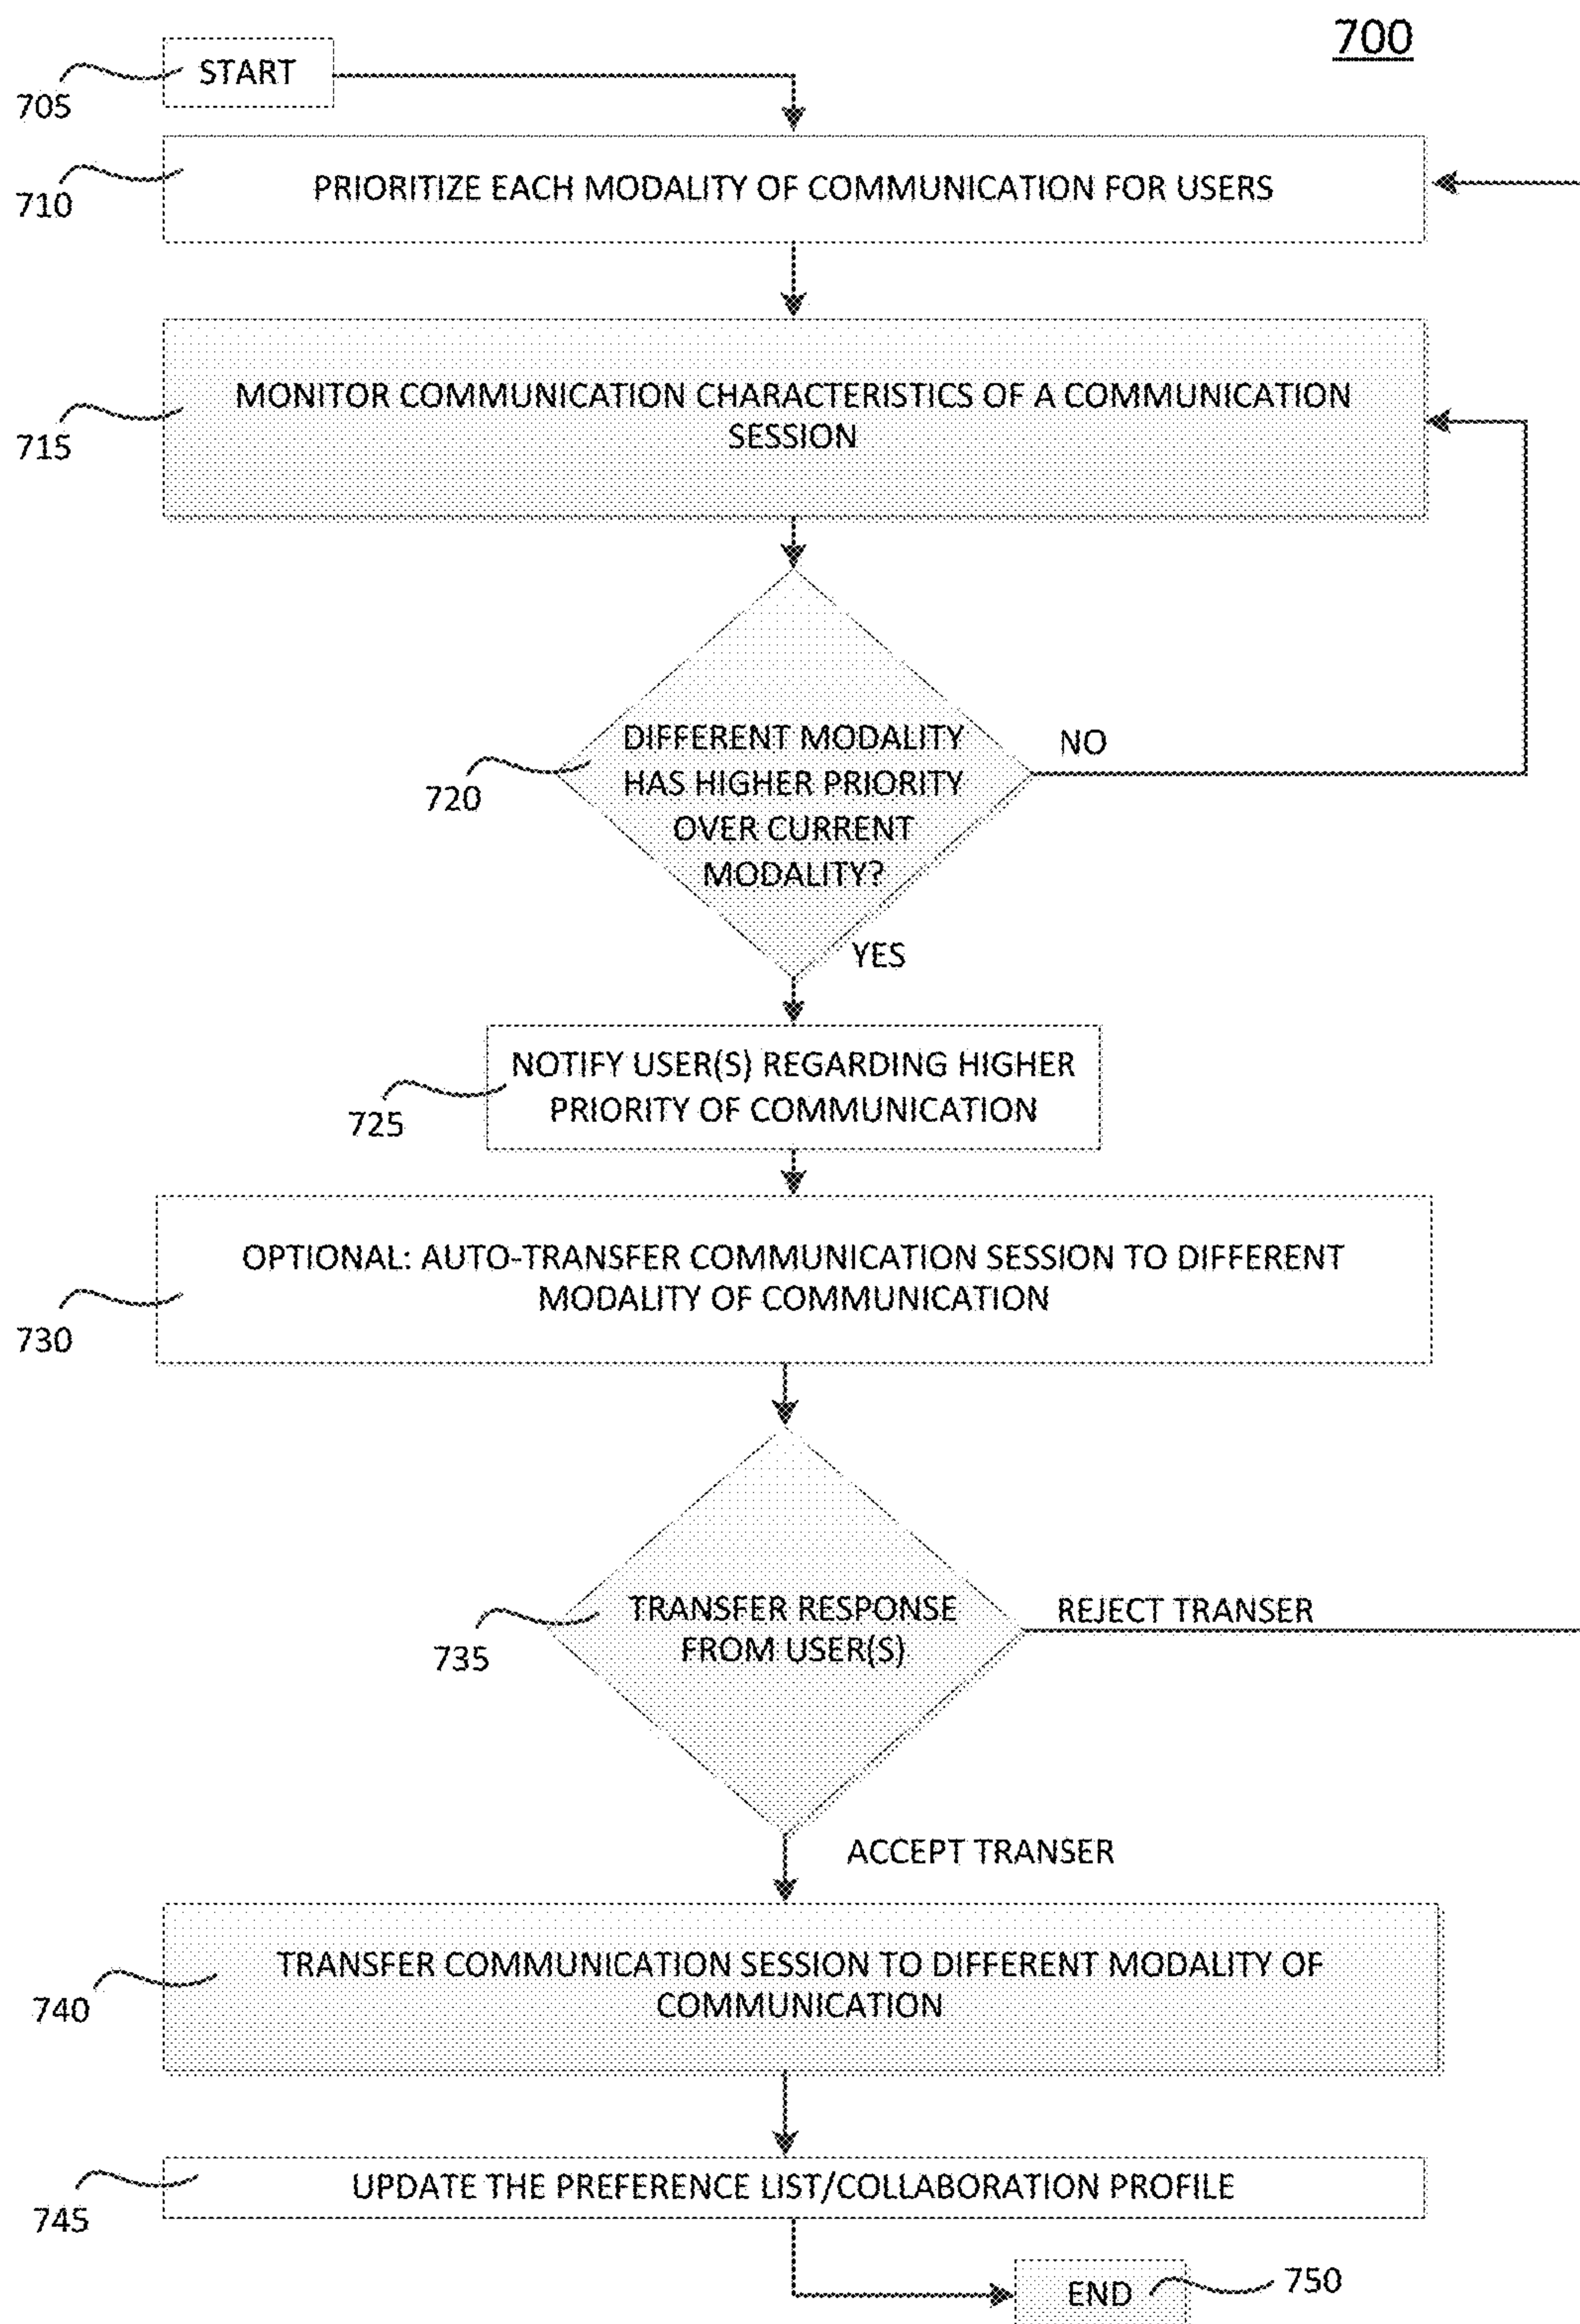 700
START
705
PRIORITIZE EACH MODALITY OF COMMUNICATION FOR USERS
710
MONITOR COMMUNICATION CHARACTERISTICS OF A COMMUNICATION
SESSION
715
DIFFERENT MODALITY
HAS HIGHER PRIORITY
OVER CURRENT
MODALITY?
NO
720
YES
NOTIFY USER(S) REGARDING HIGHER
PRIORITY OF COMMUNICATION
725
OPTIONAL: AUTO-TRANSFER COMMUNICATION SESSION TO DIFFERENT
MODALITY OF COMMUNICATION
730
TRANSFER RESPONSE
FROM USER(S)
REJECT TRANSER
735
ACCEPT TRANSER
TRANSFER COMMUNICATION SESSION TO DIFFERENT MODALITY OF
COMMUNICATION
740
UPDATE THE PREFERENCE LIST/COLLABORATION PROFILE
745
END
750